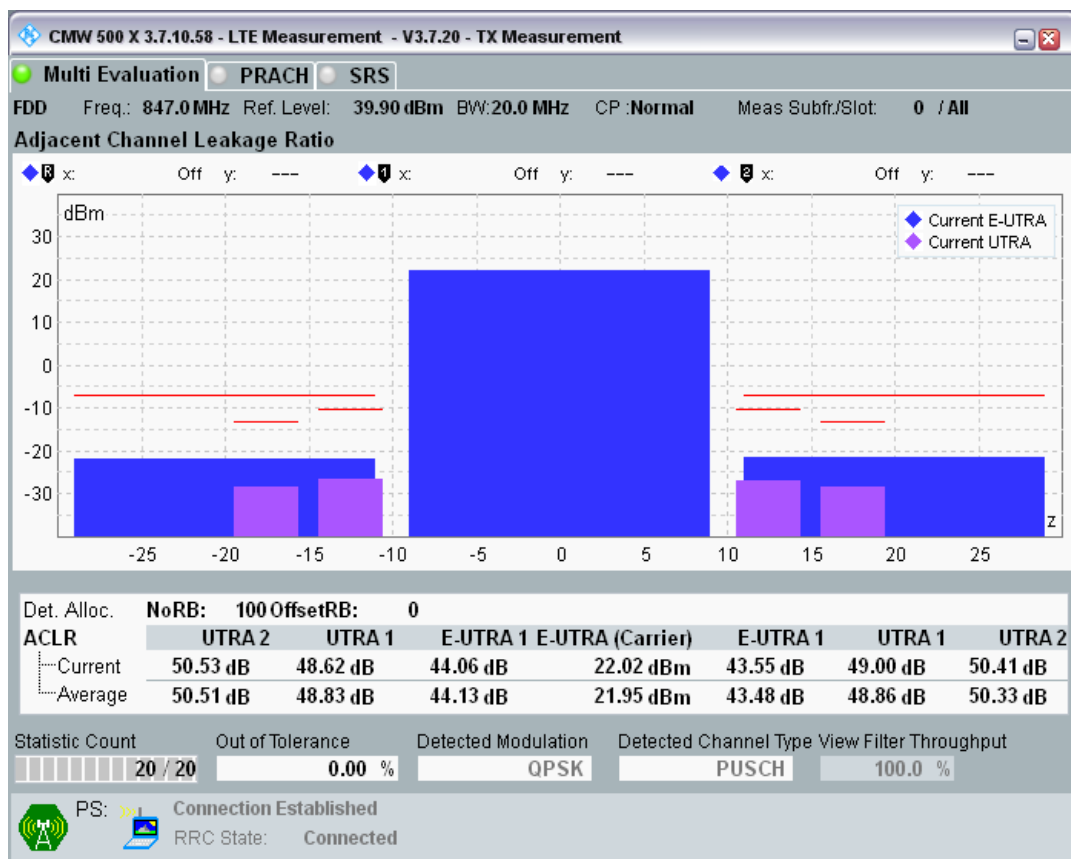 CMW 500 X 3.7.10.58 - LTE Measurement - V3.7.20 - TX Measurement
Multi Evaluation PRACH SRS
FDD Freq.: 847.0 MHz Ref. Level: 39.90 dBm BW:20.0 MHz CP :Normal Meas Subfr./Slot: 0 / All
Adjacent Channel Leakage Ratio
R x: Off y: --- 1 x: Off y: --- 2 x: Off y: ---
dBm
Current E-UTRA
Current UTRA
30
20
10
0
-10
-20
-30
z
-25 -20 -15 -10 -5 0 5 10 15 20 25
Det. Alloc. NoRB: 100 OffsetRB: 0
ACLR UTRA 2 UTRA 1 E-UTRA 1 E-UTRA (Carrier) E-UTRA 1 UTRA 1 UTRA 2
Current 50.53 dB 48.62 dB 44.06 dB 22.02 dBm 43.55 dB 49.00 dB 50.41 dB
Average 50.51 dB 48.83 dB 44.13 dB 21.95 dBm 43.48 dB 48.86 dB 50.33 dB
Statistic Count Out of Tolerance Detected Modulation Detected Channel Type View Filter Throughput
20 / 20 0.00 % QPSK PUSCH 100.0 %
PS: Connection Established
RRC State: Connected